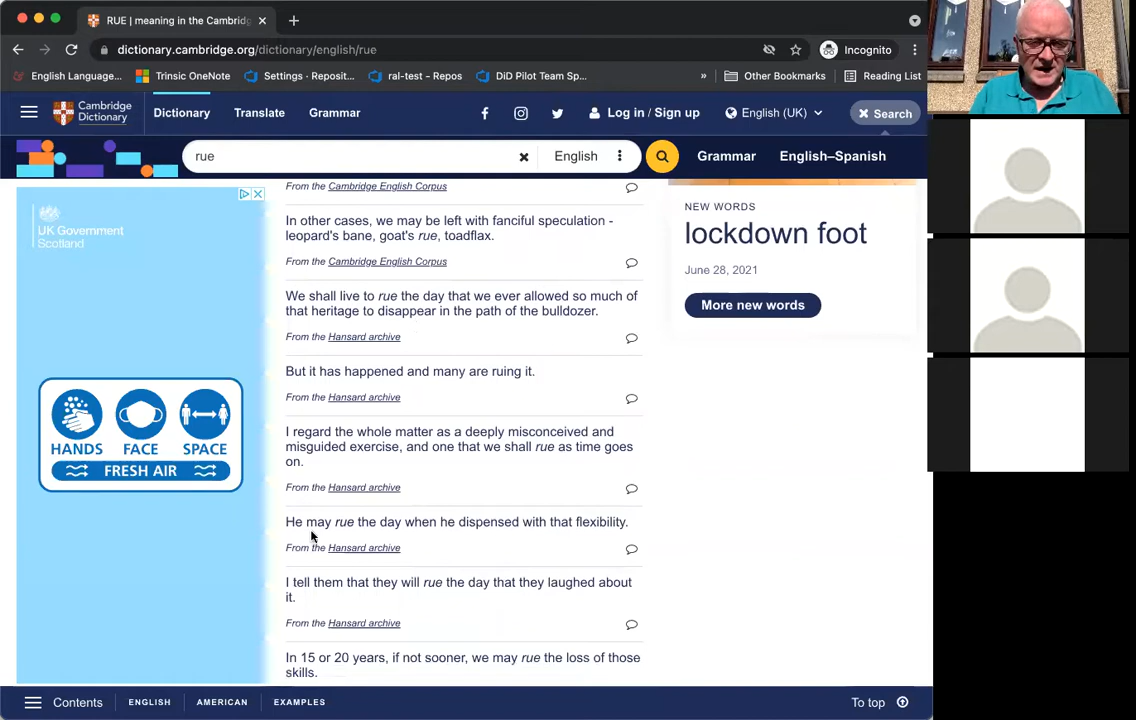 RUE | meaning in the Cambridg
dictionary.cambridge.org/dictionary/english/rue
Incognito
English Language...
Trinsic OneNote
Settings · Reposit...
ral-test – Repos
DiD Pilot Team Sp...
»
Other Bookmarks
Reading List
Cambridge
Dictionary
Dictionary
Translate
Grammar
Log in / Sign up
English (UK)
Search
rue
English
Grammar
English–Spanish
From the Cambridge English Corpus
In other cases, we may be left with fanciful speculation -
leopard's bane, goat's rue, toadflax.
From the Cambridge English Corpus
We shall live to rue the day that we ever allowed so much of
that heritage to disappear in the path of the bulldozer.
From the Hansard archive
But it has happened and many are ruing it.
From the Hansard archive
I regard the whole matter as a deeply misconceived and
misguided exercise, and one that we shall rue as time goes
on.
From the Hansard archive
He may rue the day when he dispensed with that flexibility.
From the Hansard archive
I tell them that they will rue the day that they laughed about
it.
From the Hansard archive
In 15 or 20 years, if not sooner, we may rue the loss of those
skills.
UK Government
Scotland
HANDS FACE SPACE
FRESH AIR
NEW WORDS
lockdown foot
June 28, 2021
More new words
Contents
ENGLISH
AMERICAN
EXAMPLES
To top